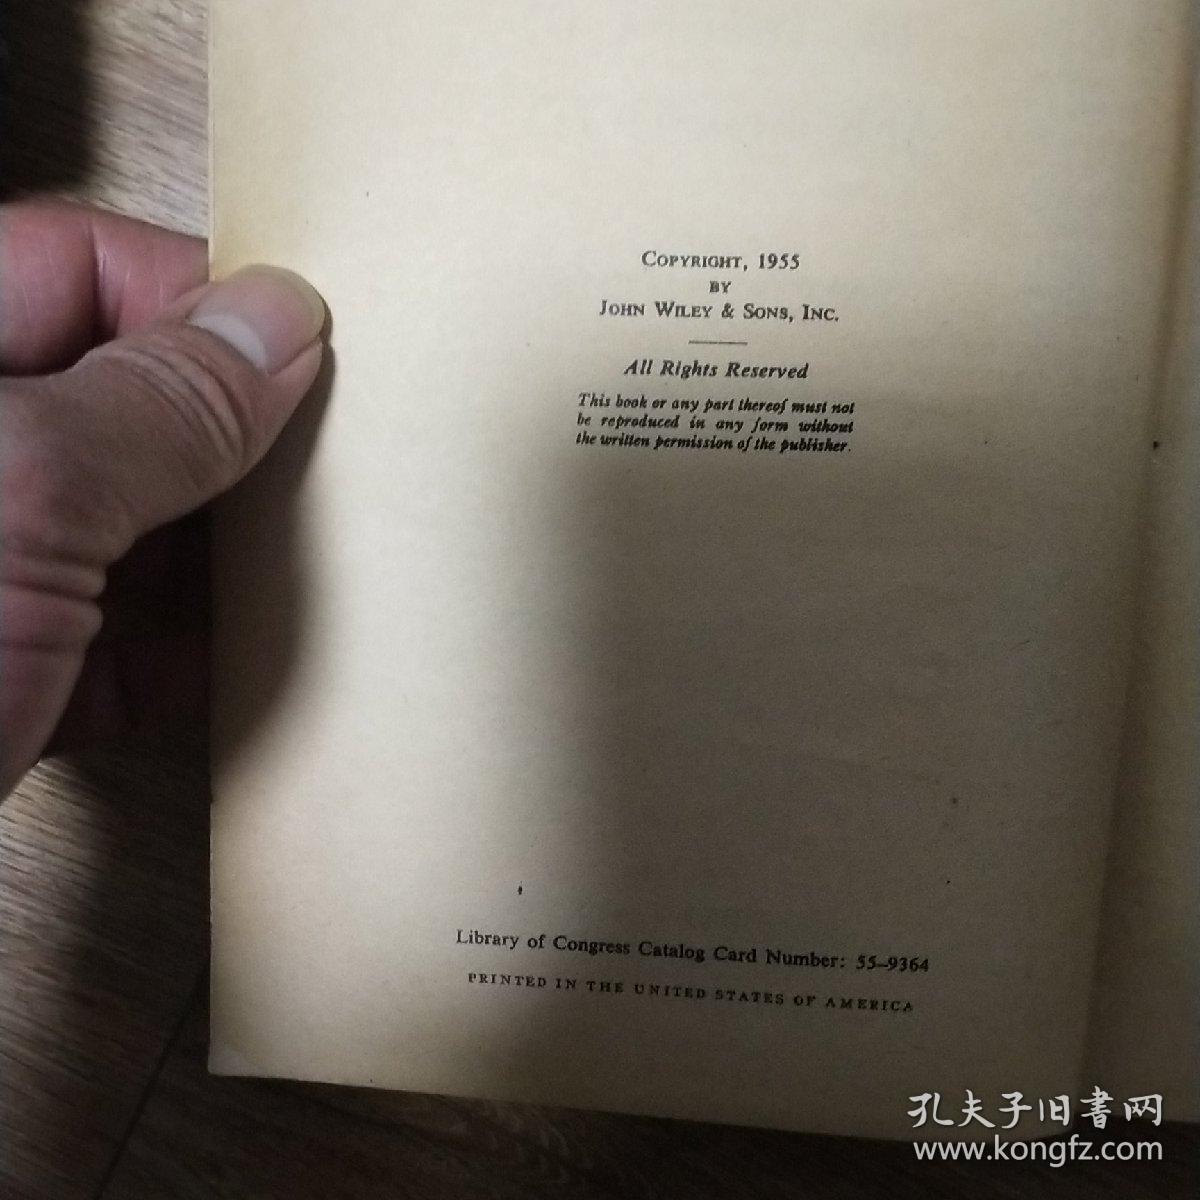 COPYRIGHT, 1955
BY
JOHN WILEY & SONS, INC.
All Rights Reserved
This book or any part thereof must not
be reproduced in any form without
the written permission of the publisher.
Library of Congress Catalog Card Number: 55–9364
PRINTED IN THE UNITED STATES OF AMERICA
孔夫子旧書网
www.kongfz.com